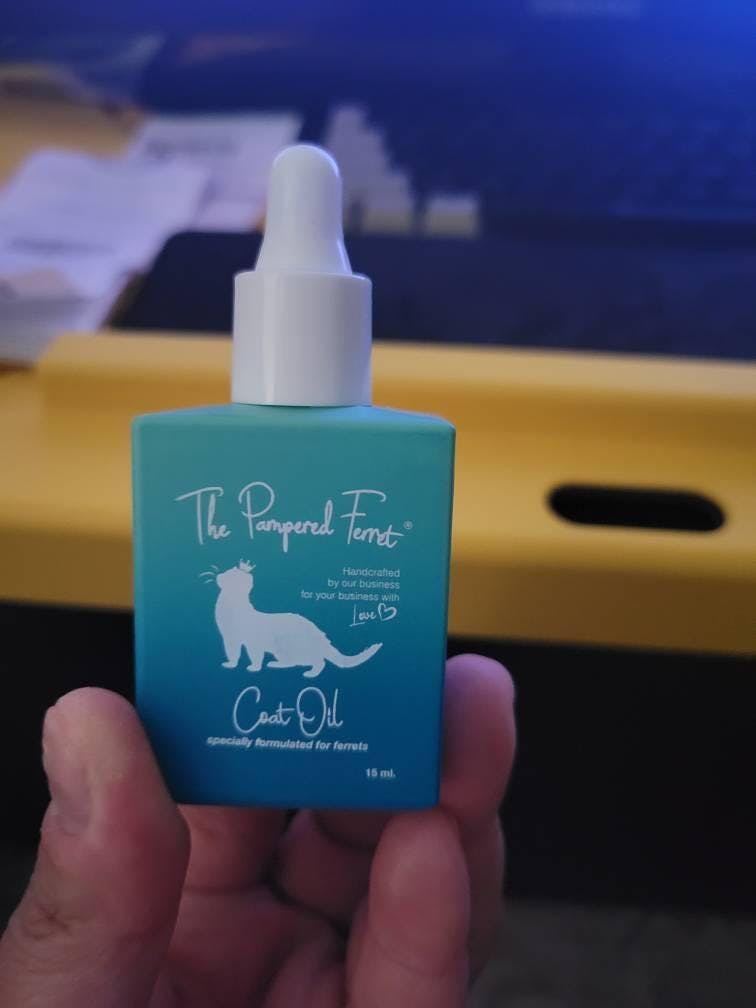 The Pampered Ferret®
Handcrafted
by our business
for your business with
Love
Coat Oil
specially formulated for ferrets
15 ml.